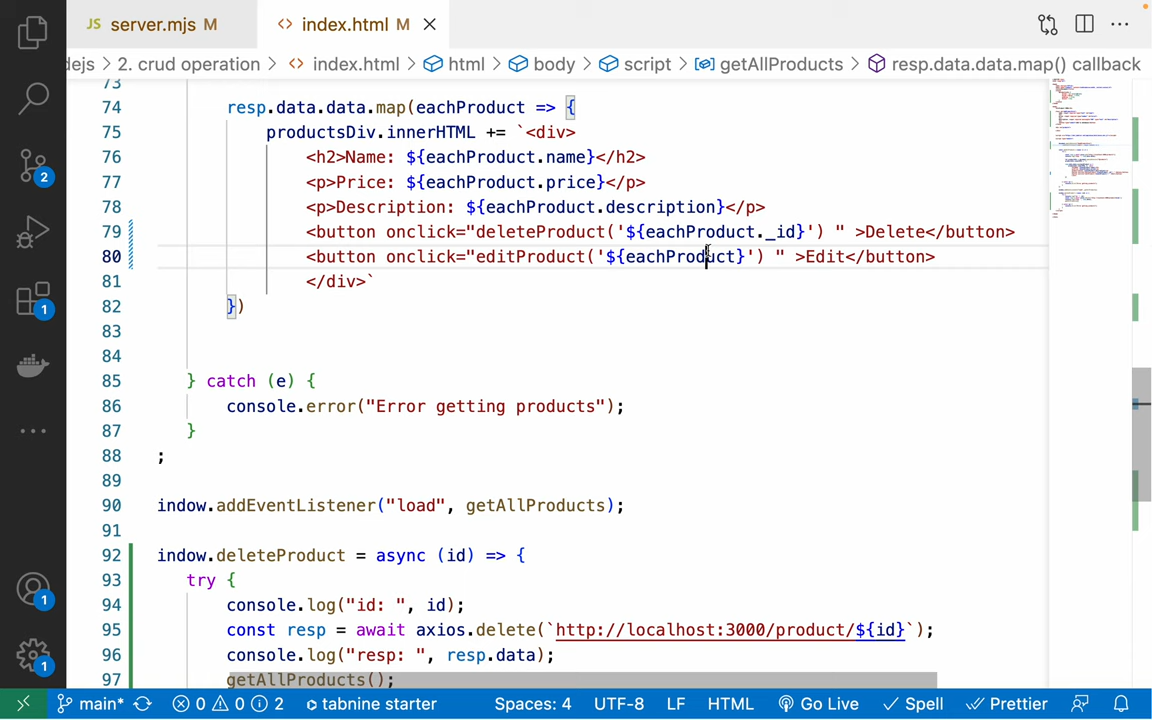 JS server.mjs M
<> index.html M
dejs > 2. crud operation > <> index.html > html > body > script > getAllProducts > resp.data.data.map() callback
73
74 resp.data.data.map(eachProduct => {
75 productsDiv.innerHTML += `<div>
76 <h2>Name: ${eachProduct.name}</h2>
77 <p>Price: ${eachProduct.price}</p>
78 <p>Description: ${eachProduct.description}</p>
79 <button onclick="deleteProduct('${eachProduct._id}') " >Delete</button>
80 <button onclick="editProduct('${eachProduct}') " >Edit</button>
81 </div>`
82 })
83
84
85 } catch (e) {
86 console.error("Error getting products");
87 }
88 ;
89
90 indow.addEventListener("load", getAllProducts);
91
92 indow.deleteProduct = async (id) => {
93 try {
94 console.log("id: ", id);
95 const resp = await axios.delete(`http://localhost:3000/product/${id}`);
96 console.log("resp: ", resp.data);
97 getAllProducts();
2
1
1
1
main* 0 0 2 tabnine starter Spaces: 4 UTF-8 LF HTML Go Live Spell Prettier